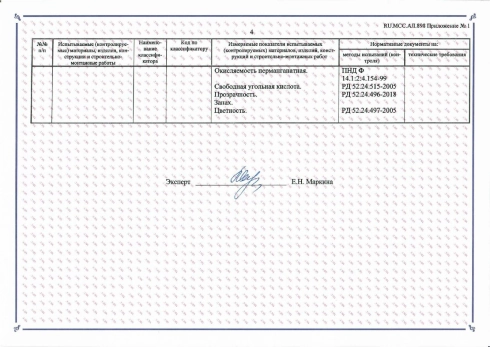 RU.МСС.АЛ.898 Приложение № 1
4
№№ п/п
Испытываемые (контролируемые) материалы, изделия, конструкции и строительно-монтажные работы
Наименование классификатора
Код по классификатору
Измеряемые показатели испытываемых (контролируемых) материалов, изделий, конструкций и строительно-монтажных работ
Нормативные документы на:
методы испытаний (контроля)
технические требования
Окисляемость перманганатная.
ПНД Ф
14.1:2:4.154-99
Свободная угольная кислота.
РД 52.24.515-2005
Прозрачность.
РД 52.24.496-2018
Запах.
Цветность.
РД 52.24.497-2005
Эксперт
Е.Н. Маркина